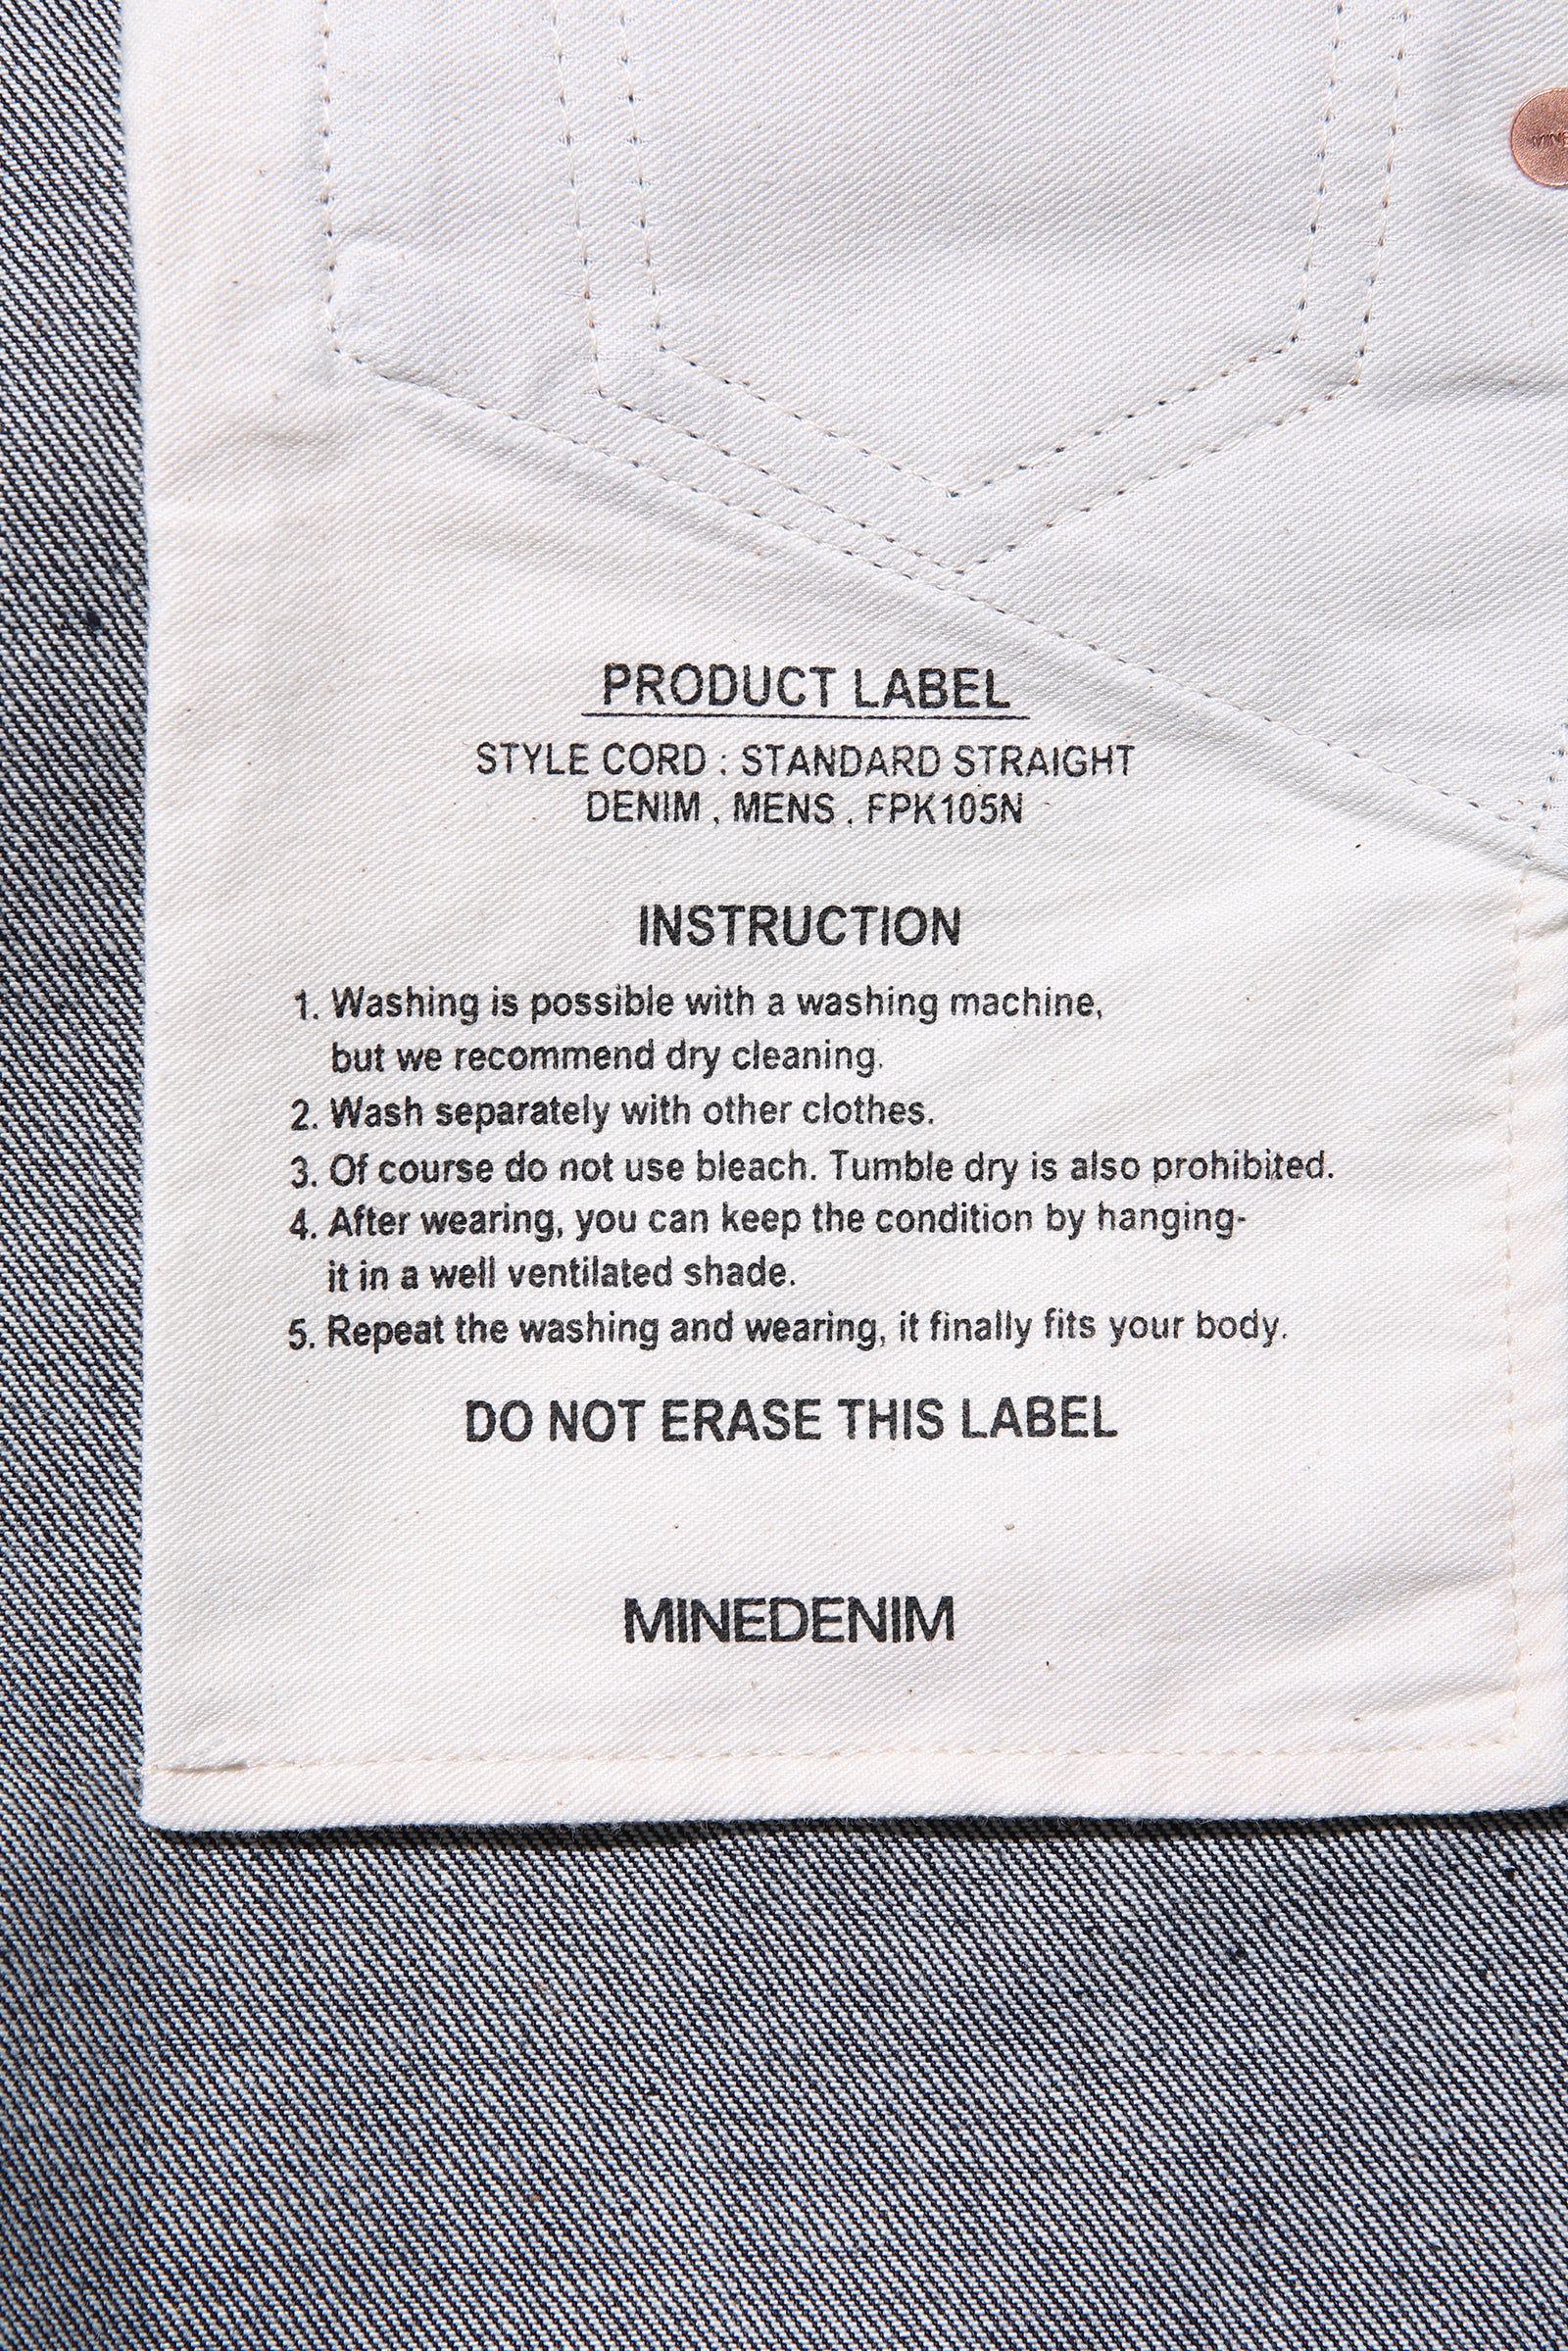 PRODUCT LABEL
STYLE CORD : STANDARD STRAIGHT
DENIM , MENS , FPK105N
INSTRUCTION
1. Washing is possible with a washing machine,
but we recommend dry cleaning.
2. Wash separately with other clothes.
3. Of course do not use bleach. Tumble dry is also prohibited.
4. After wearing, you can keep the condition by hanging-
it in a well ventilated shade.
5. Repeat the washing and wearing, it finally fits your body.
DO NOT ERASE THIS LABEL
MINEDENIM